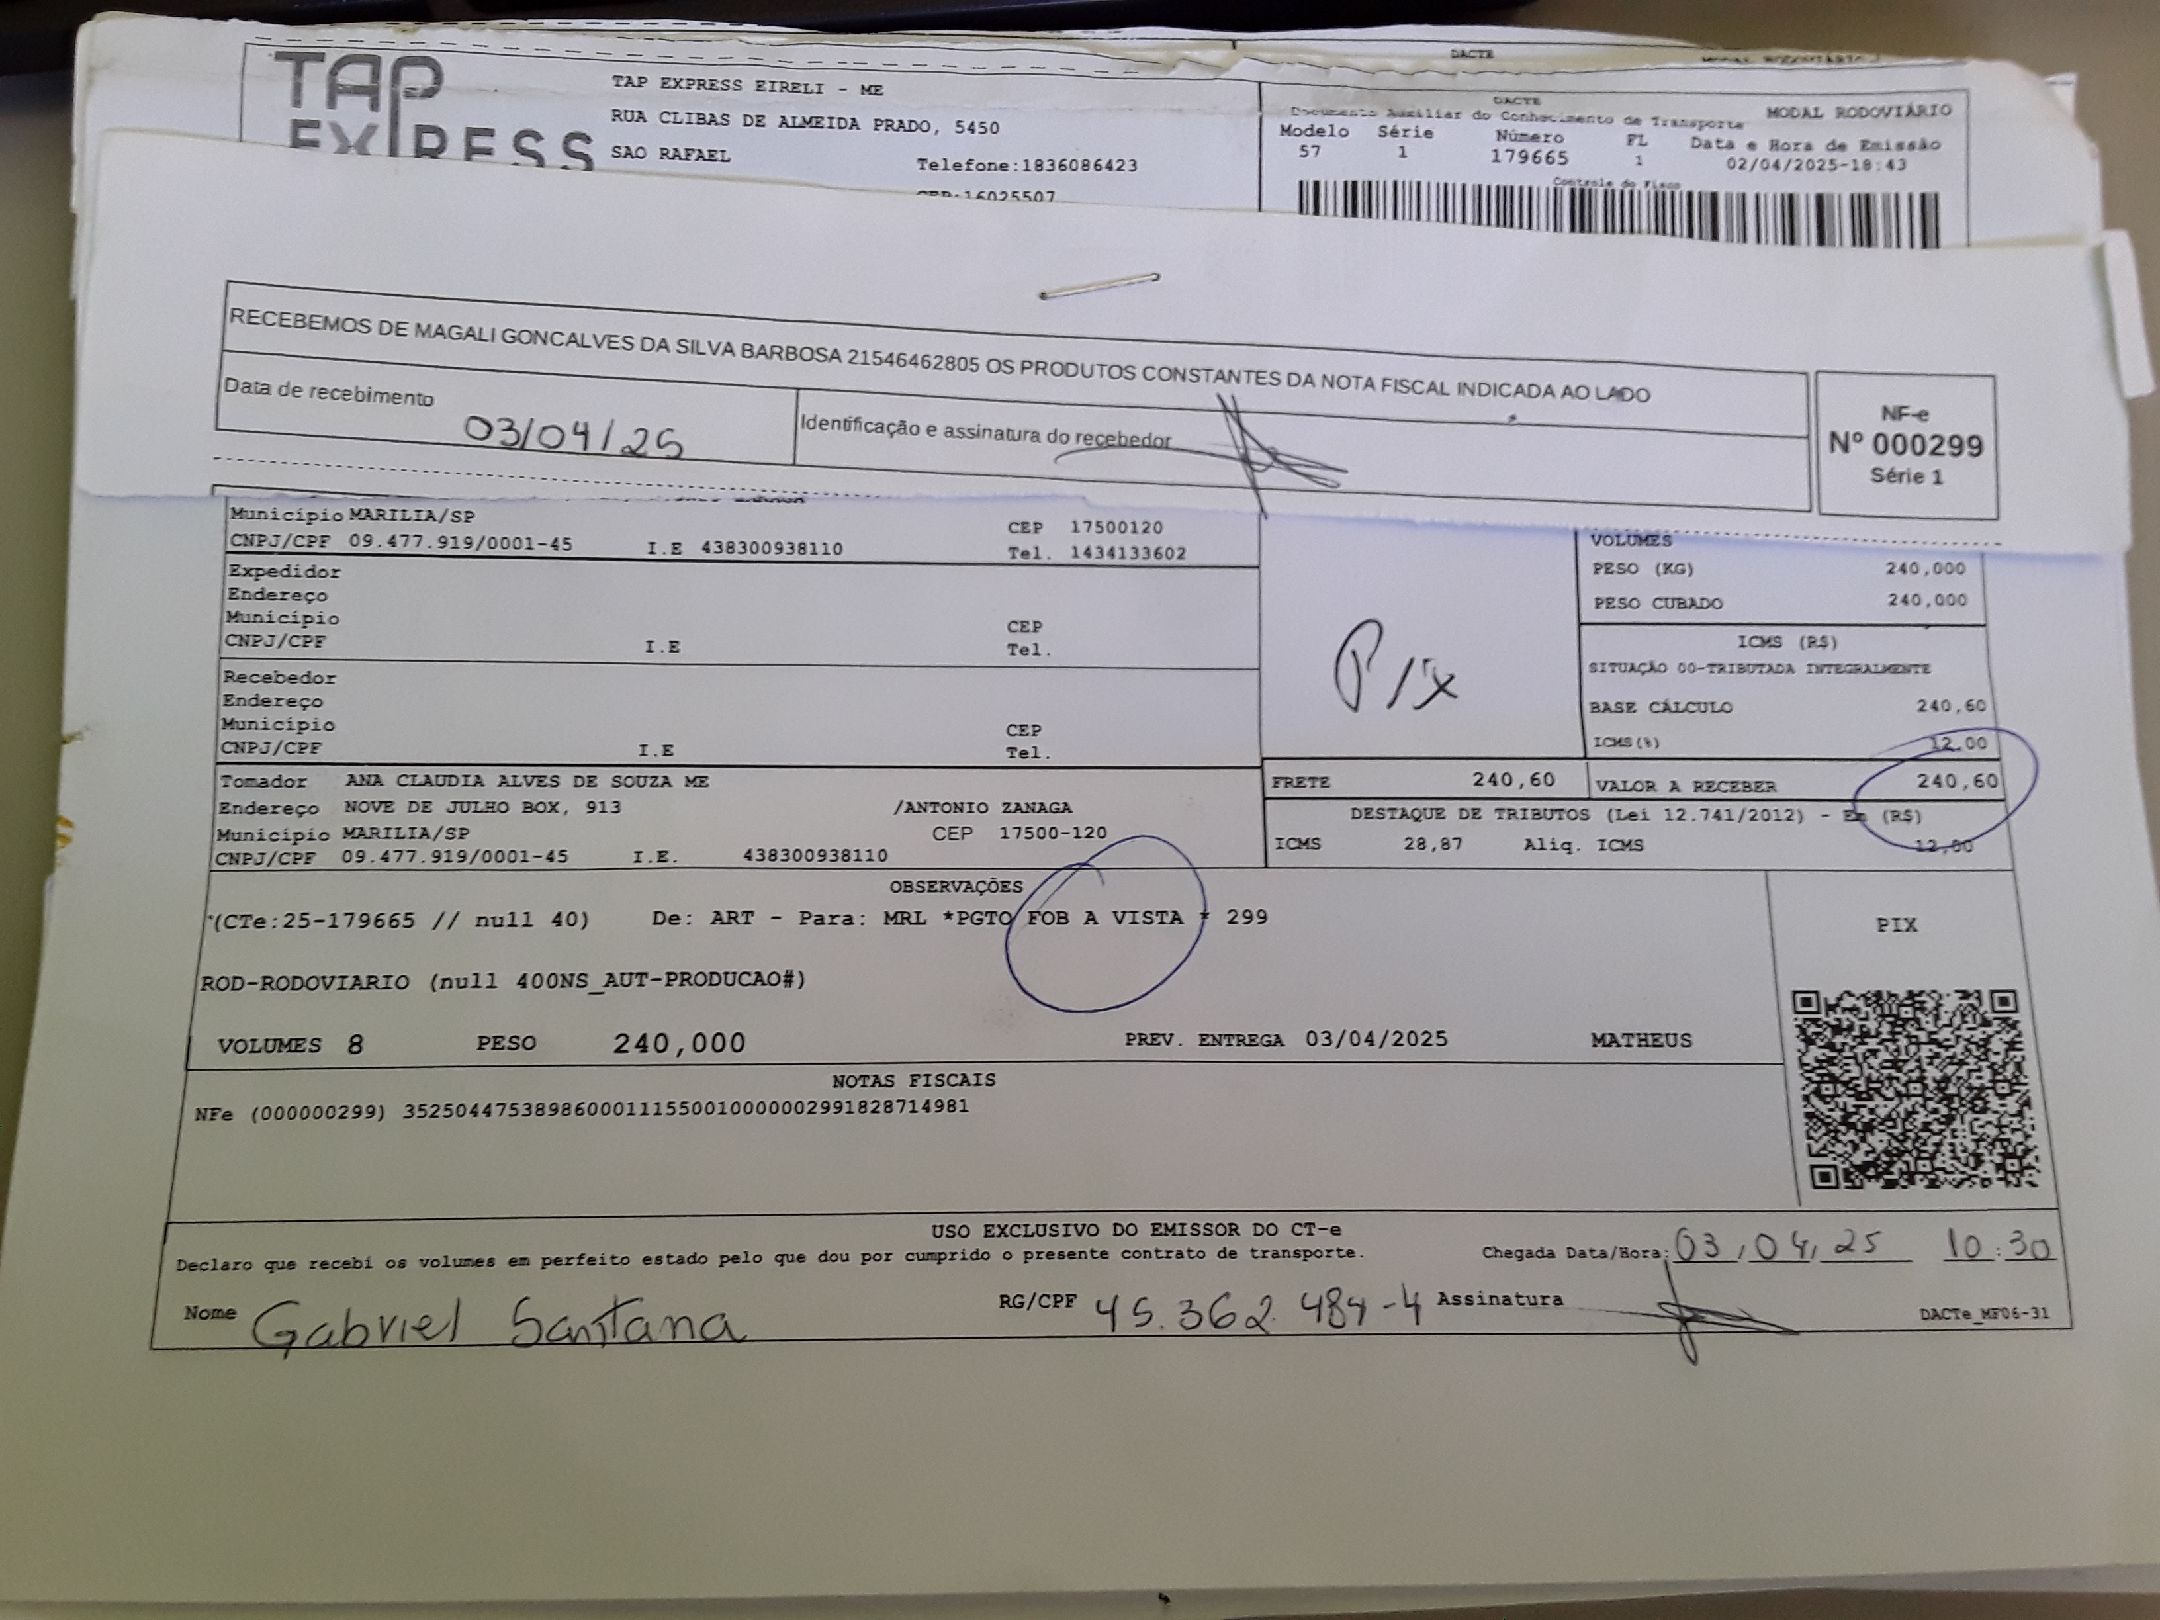 DACTE
TAP EXPRESS
TAP EXPRESS EIRELI - ME
RUA CLIBAS DE ALMEIDA PRADO, 5450
SAO RAFAEL
Telefone:1836086423
CEP:16025507
DACTE
MODAL RODOVIÁRIO
Documento Auxiliar do Conhecimento de Transporte
Modelo Série Número FL Data e Hora de Emissão
57 1 179665 1 02/04/2025-18:43
Controle do Fisco
RECEBEMOS DE MAGALI GONCALVES DA SILVA BARBOSA 21546462805 OS PRODUTOS CONSTANTES DA NOTA FISCAL INDICADA AO LADO
Data de recebimento
03/04/25
Identificação e assinatura do recebedor
NF-e
Nº 000299
Série 1
Município MARILIA/SP CEP 17500120
CNPJ/CPF 09.477.919/0001-45 I.E 438300938110 Tel. 1434133602
Expedidor
Endereço
Município CEP
CNPJ/CPF I.E Tel.
Recebedor
Endereço
Município CEP
CNPJ/CPF I.E Tel.
Tomador ANA CLAUDIA ALVES DE SOUZA ME
Endereço NOVE DE JULHO BOX, 913 /ANTONIO ZANAGA
Município MARILIA/SP CEP 17500-120
CNPJ/CPF 09.477.919/0001-45 I.E. 438300938110
Pix
VOLUMES
PESO (KG) 240,000
PESO CUBADO 240,000
ICMS (R$)
SITUAÇÃO 00-TRIBUTADA INTEGRALMENTE
BASE CÁLCULO 240,60
ICMS(%) 12,00
FRETE 240,60 VALOR A RECEBER 240,60
DESTAQUE DE TRIBUTOS (Lei 12.741/2012) - Em (R$)
ICMS 28,87 Aliq. ICMS 12,00
OBSERVAÇÕES
*(CTe:25-179665 // null 40) De: ART - Para: MRL *PGTO FOB A VISTA * 299
ROD-RODOVIARIO (null 400NS_AUT-PRODUCAO#)
PIX
VOLUMES 8 PESO 240,000 PREV. ENTREGA 03/04/2025 MATHEUS
NOTAS FISCAIS
NFe (000000299) 35250447538986000111550010000002991828714981
USO EXCLUSIVO DO EMISSOR DO CT-e
Declaro que recebi os volumes em perfeito estado pelo que dou por cumprido o presente contrato de transporte. Chegada Data/Hora: 03/04/25 10:30
Nome Gabriel Santana RG/CPF 45.362.484-4 Assinatura
DACTe_MF06-31